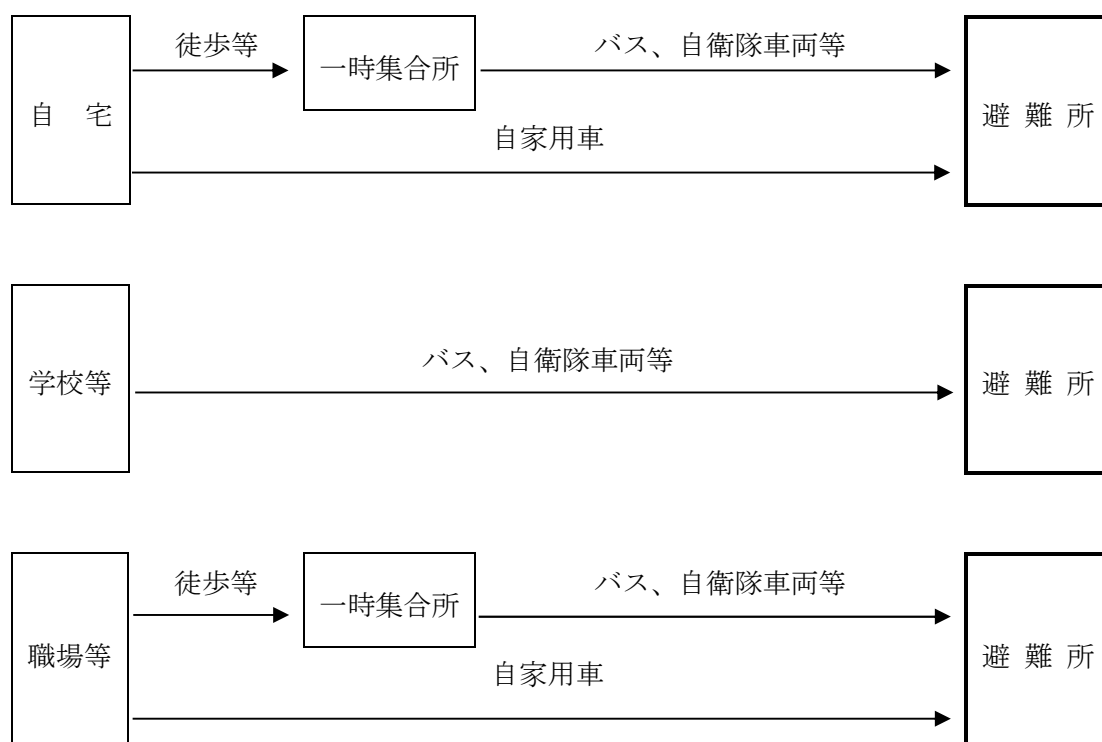 徒歩等
バス、自衛隊車両等
一時集合所
自　宅
避 難 所
自家用車
バス、自衛隊車両等
学校等
避 難 所
徒歩等
バス、自衛隊車両等
一時集合所
職場等
避 難 所
自家用車